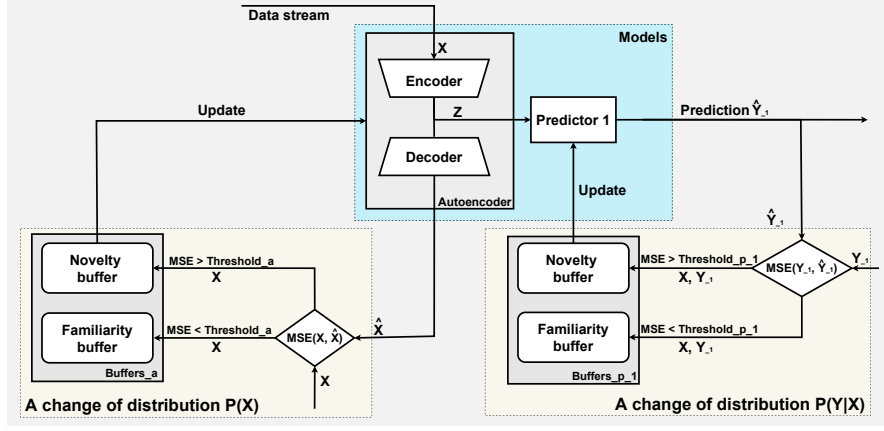 Data stream
Models
X
Encoder
Update
Z
Predictor 1
Prediction Ŷ_1
Decoder
Autoencoder
Update
Ŷ_1
Novelty buffer
MSE > Threshold_a
X
Familiarity buffer
MSE < Threshold_a
X
MSE(X, X̂)
X̂
X
Buffers_a
A change of distribution P(X)
Novelty buffer
MSE > Threshold_p_1
X, Y_1
MSE(Y_1, Ŷ_1)
Y_1
Familiarity buffer
MSE < Threshold_p_1
X, Y_1
Buffers_p_1
A change of distribution P(Y|X)